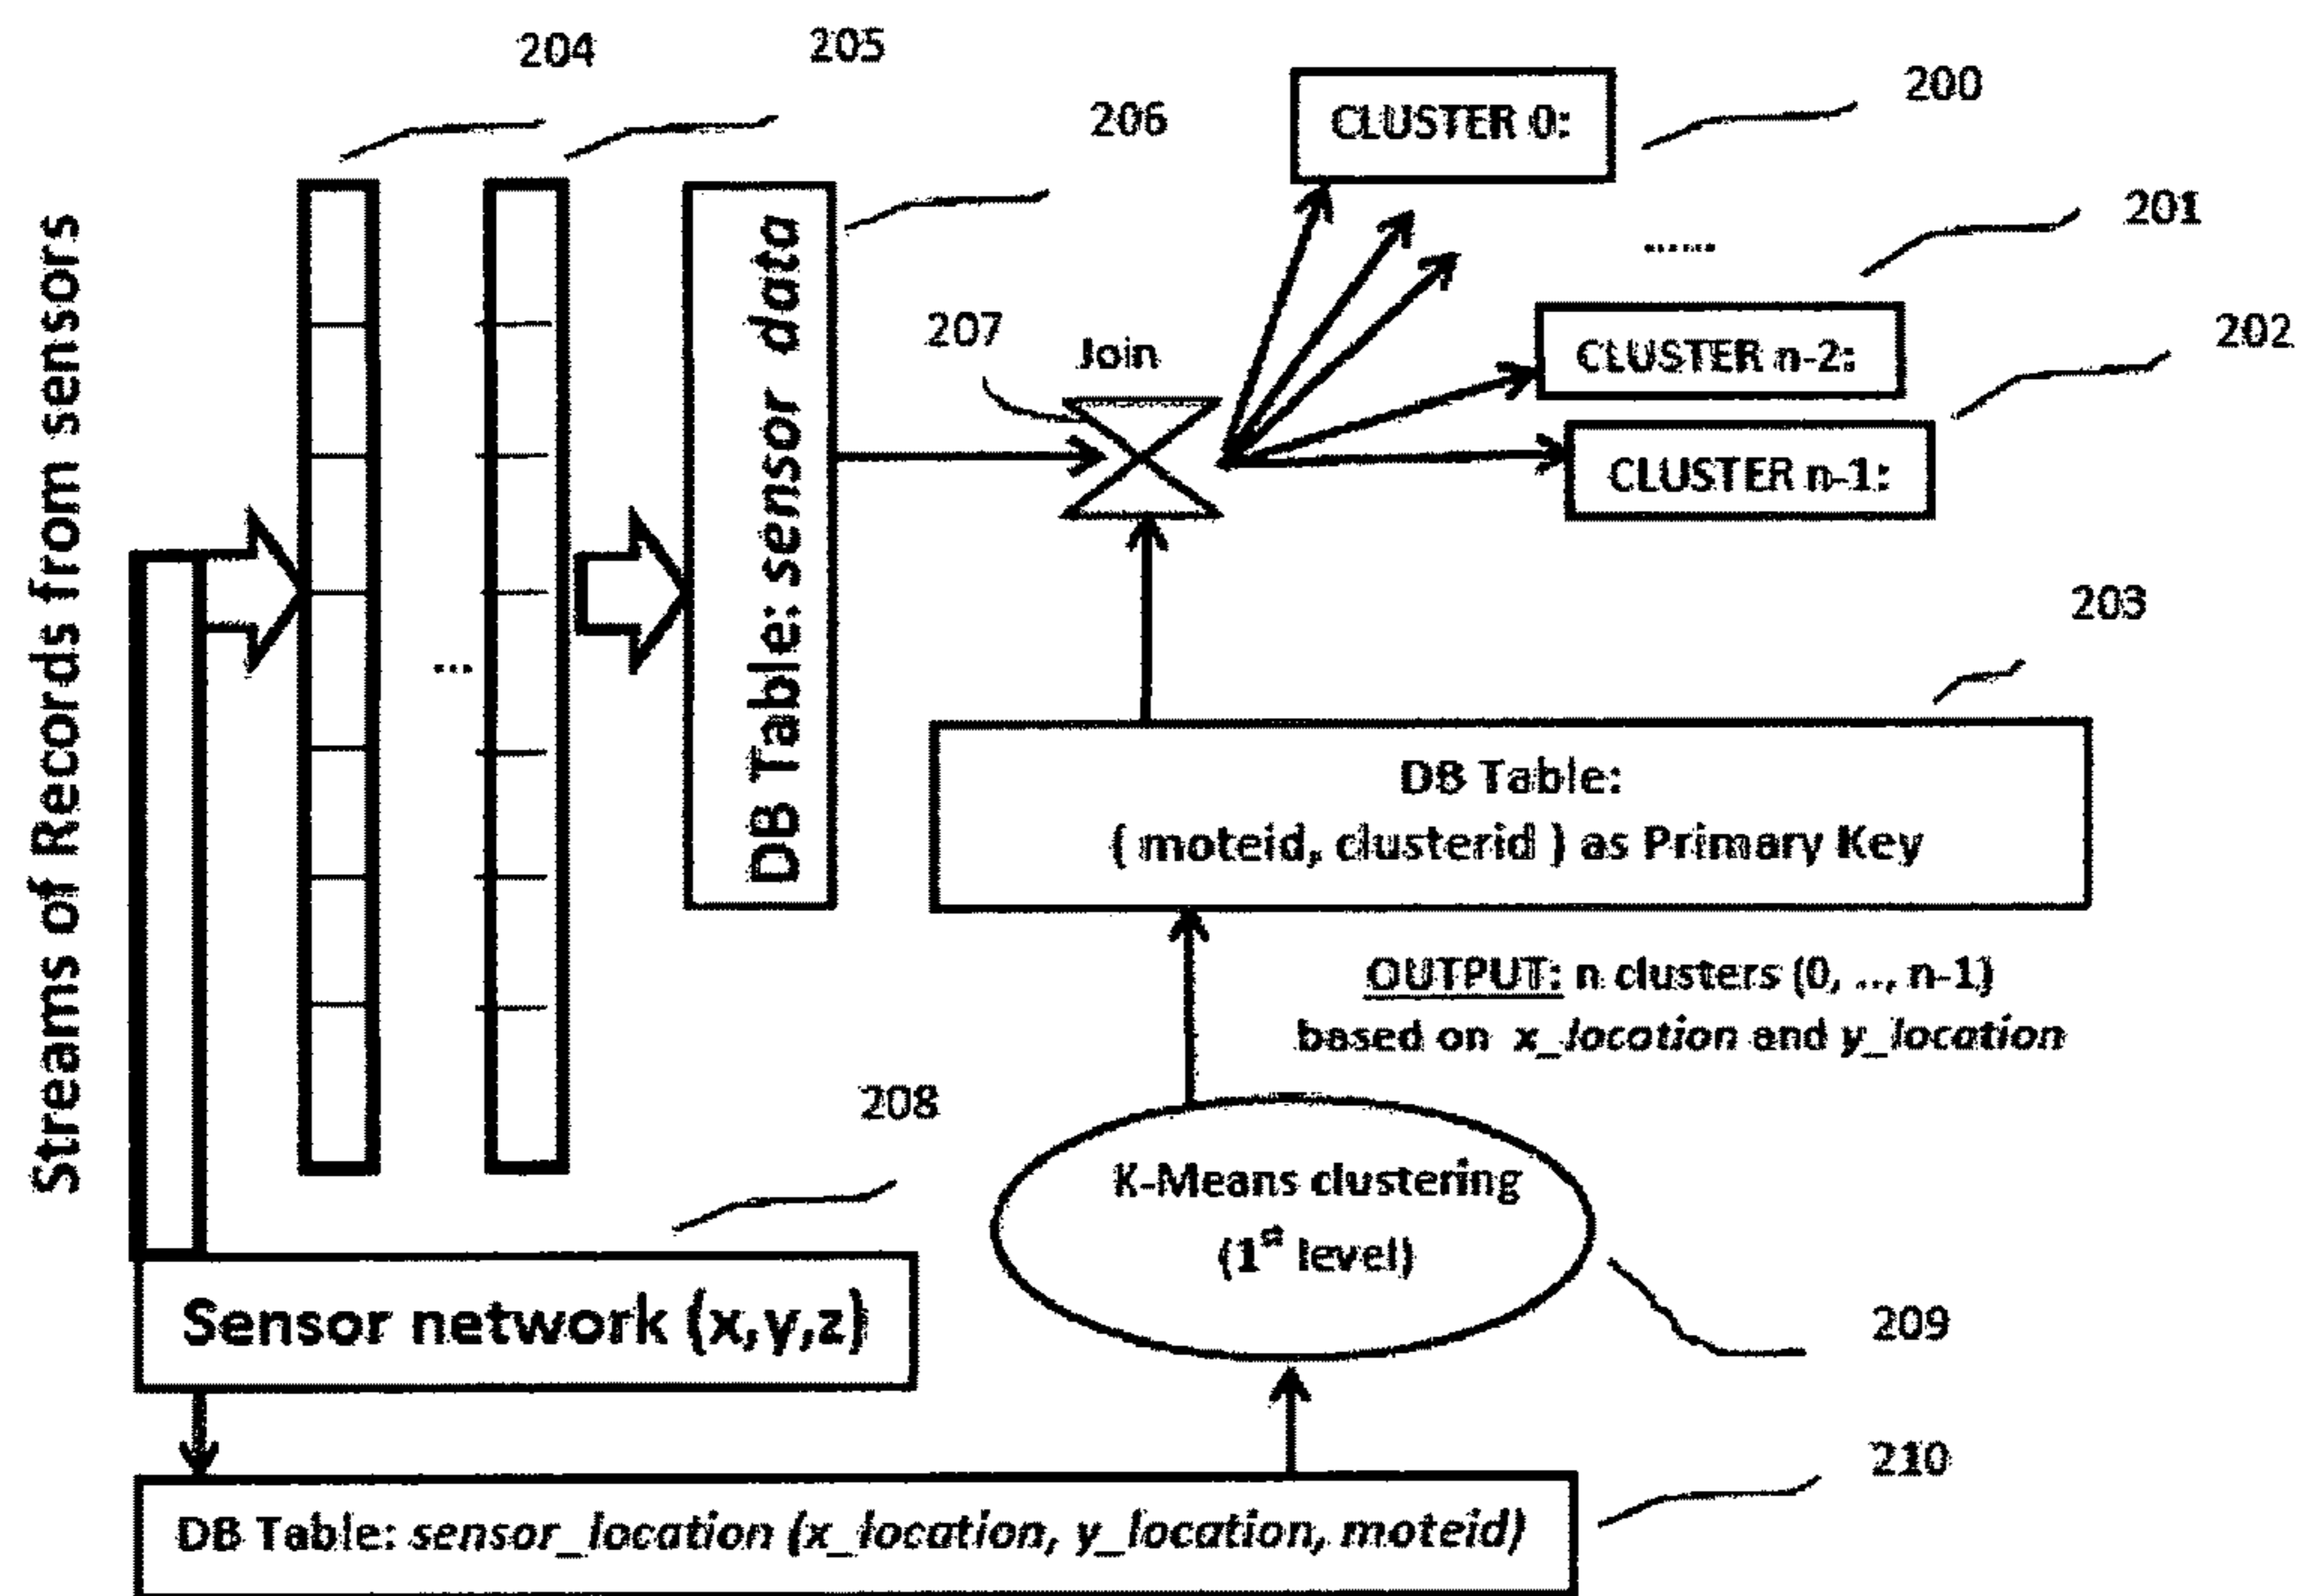 204
205
200
CLUSTER 0:
206
201
.....
207
Join
202
CLUSTER n-2:
CLUSTER n-1:
Streams of Records from sensors
...
DB Table: sensor data
203
DB Table:
( moteid, clusterid ) as Primary Key
OUTPUT: n clusters (0, .., n-1)
based on x_location and y_location
208
K-Means clustering
(1st level)
Sensor network (x,y,z)
209
210
DB Table: sensor_location (x_location, y_location, moteid)